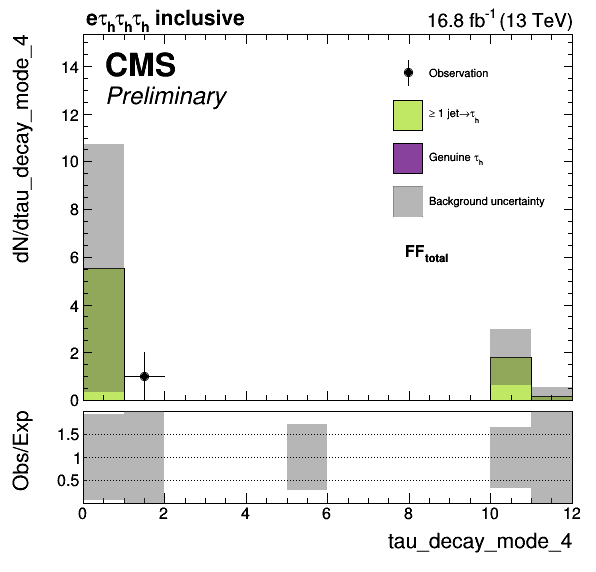 eτhτhτh inclusive
16.8 fb-1 (13 TeV)
CMS
Preliminary
Observation
≥ 1 jet→τh
Genuine τh
Background uncertainty
FFtotal
dN/dtau_decay_mode_4
14
12
10
8
6
4
2
0
Obs/Exp
1.5
1
0.5
0 2 4 6 8 10 12
tau_decay_mode_4